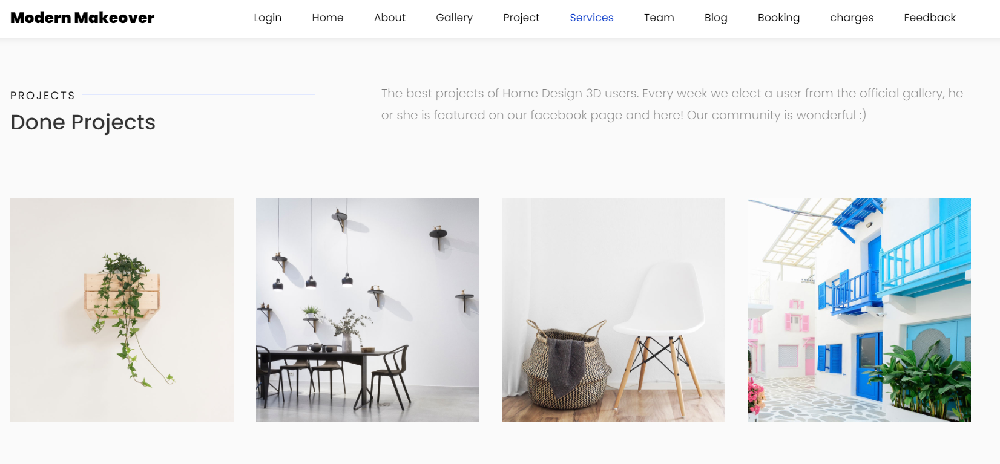 Modern Makeover
Login Home About Gallery Project Services Team Blog Booking charges Feedback
PROJECTS
Done Projects
The best projects of Home Design 3D users. Every week we elect a user from the official gallery, he
or she is featured on our facebook page and here! Our community is wonderful :)